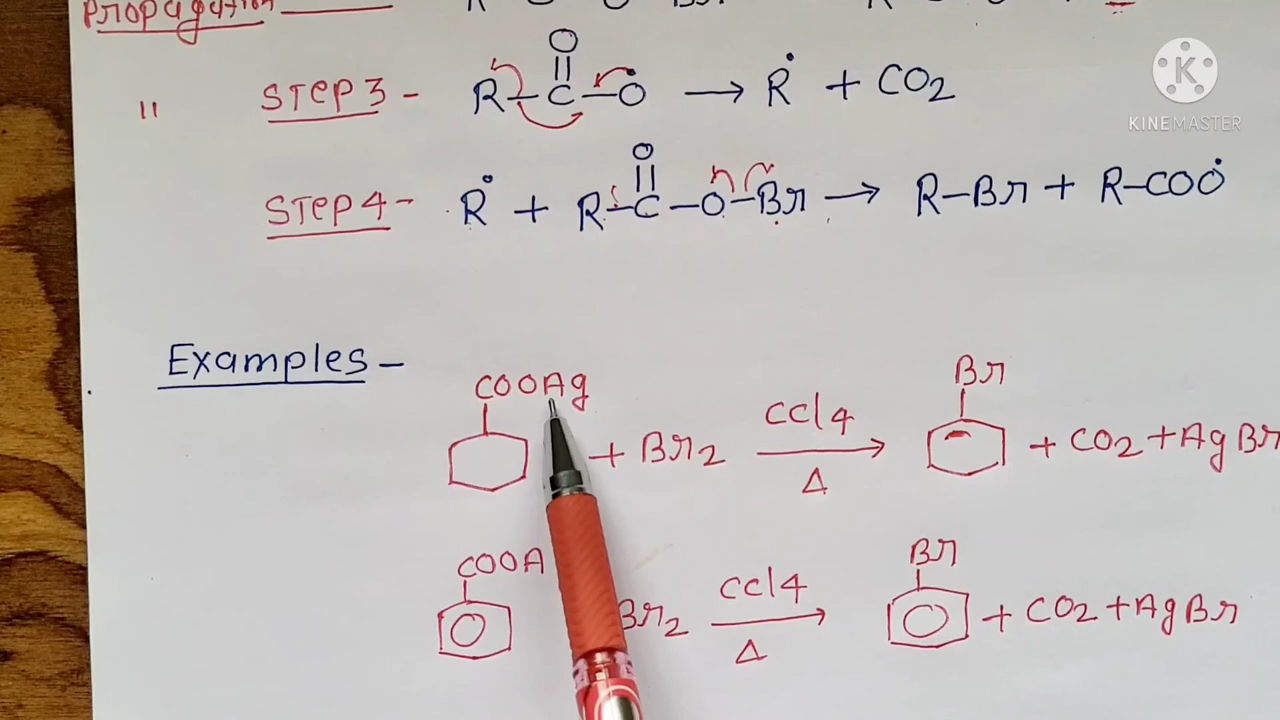 Propagation
STEP 3 - R-C-O → R + CO2
O
||
"
STEP 4 - R + R-C-O-Br → R-Br + R-COO
O
||
Examples -
COOAg + Br2 CCl4 Δ → Br + CO2 + AgBr
COOA Br2 CCl4 Δ → Br + CO2 + AgBr
K
KINEMASTER